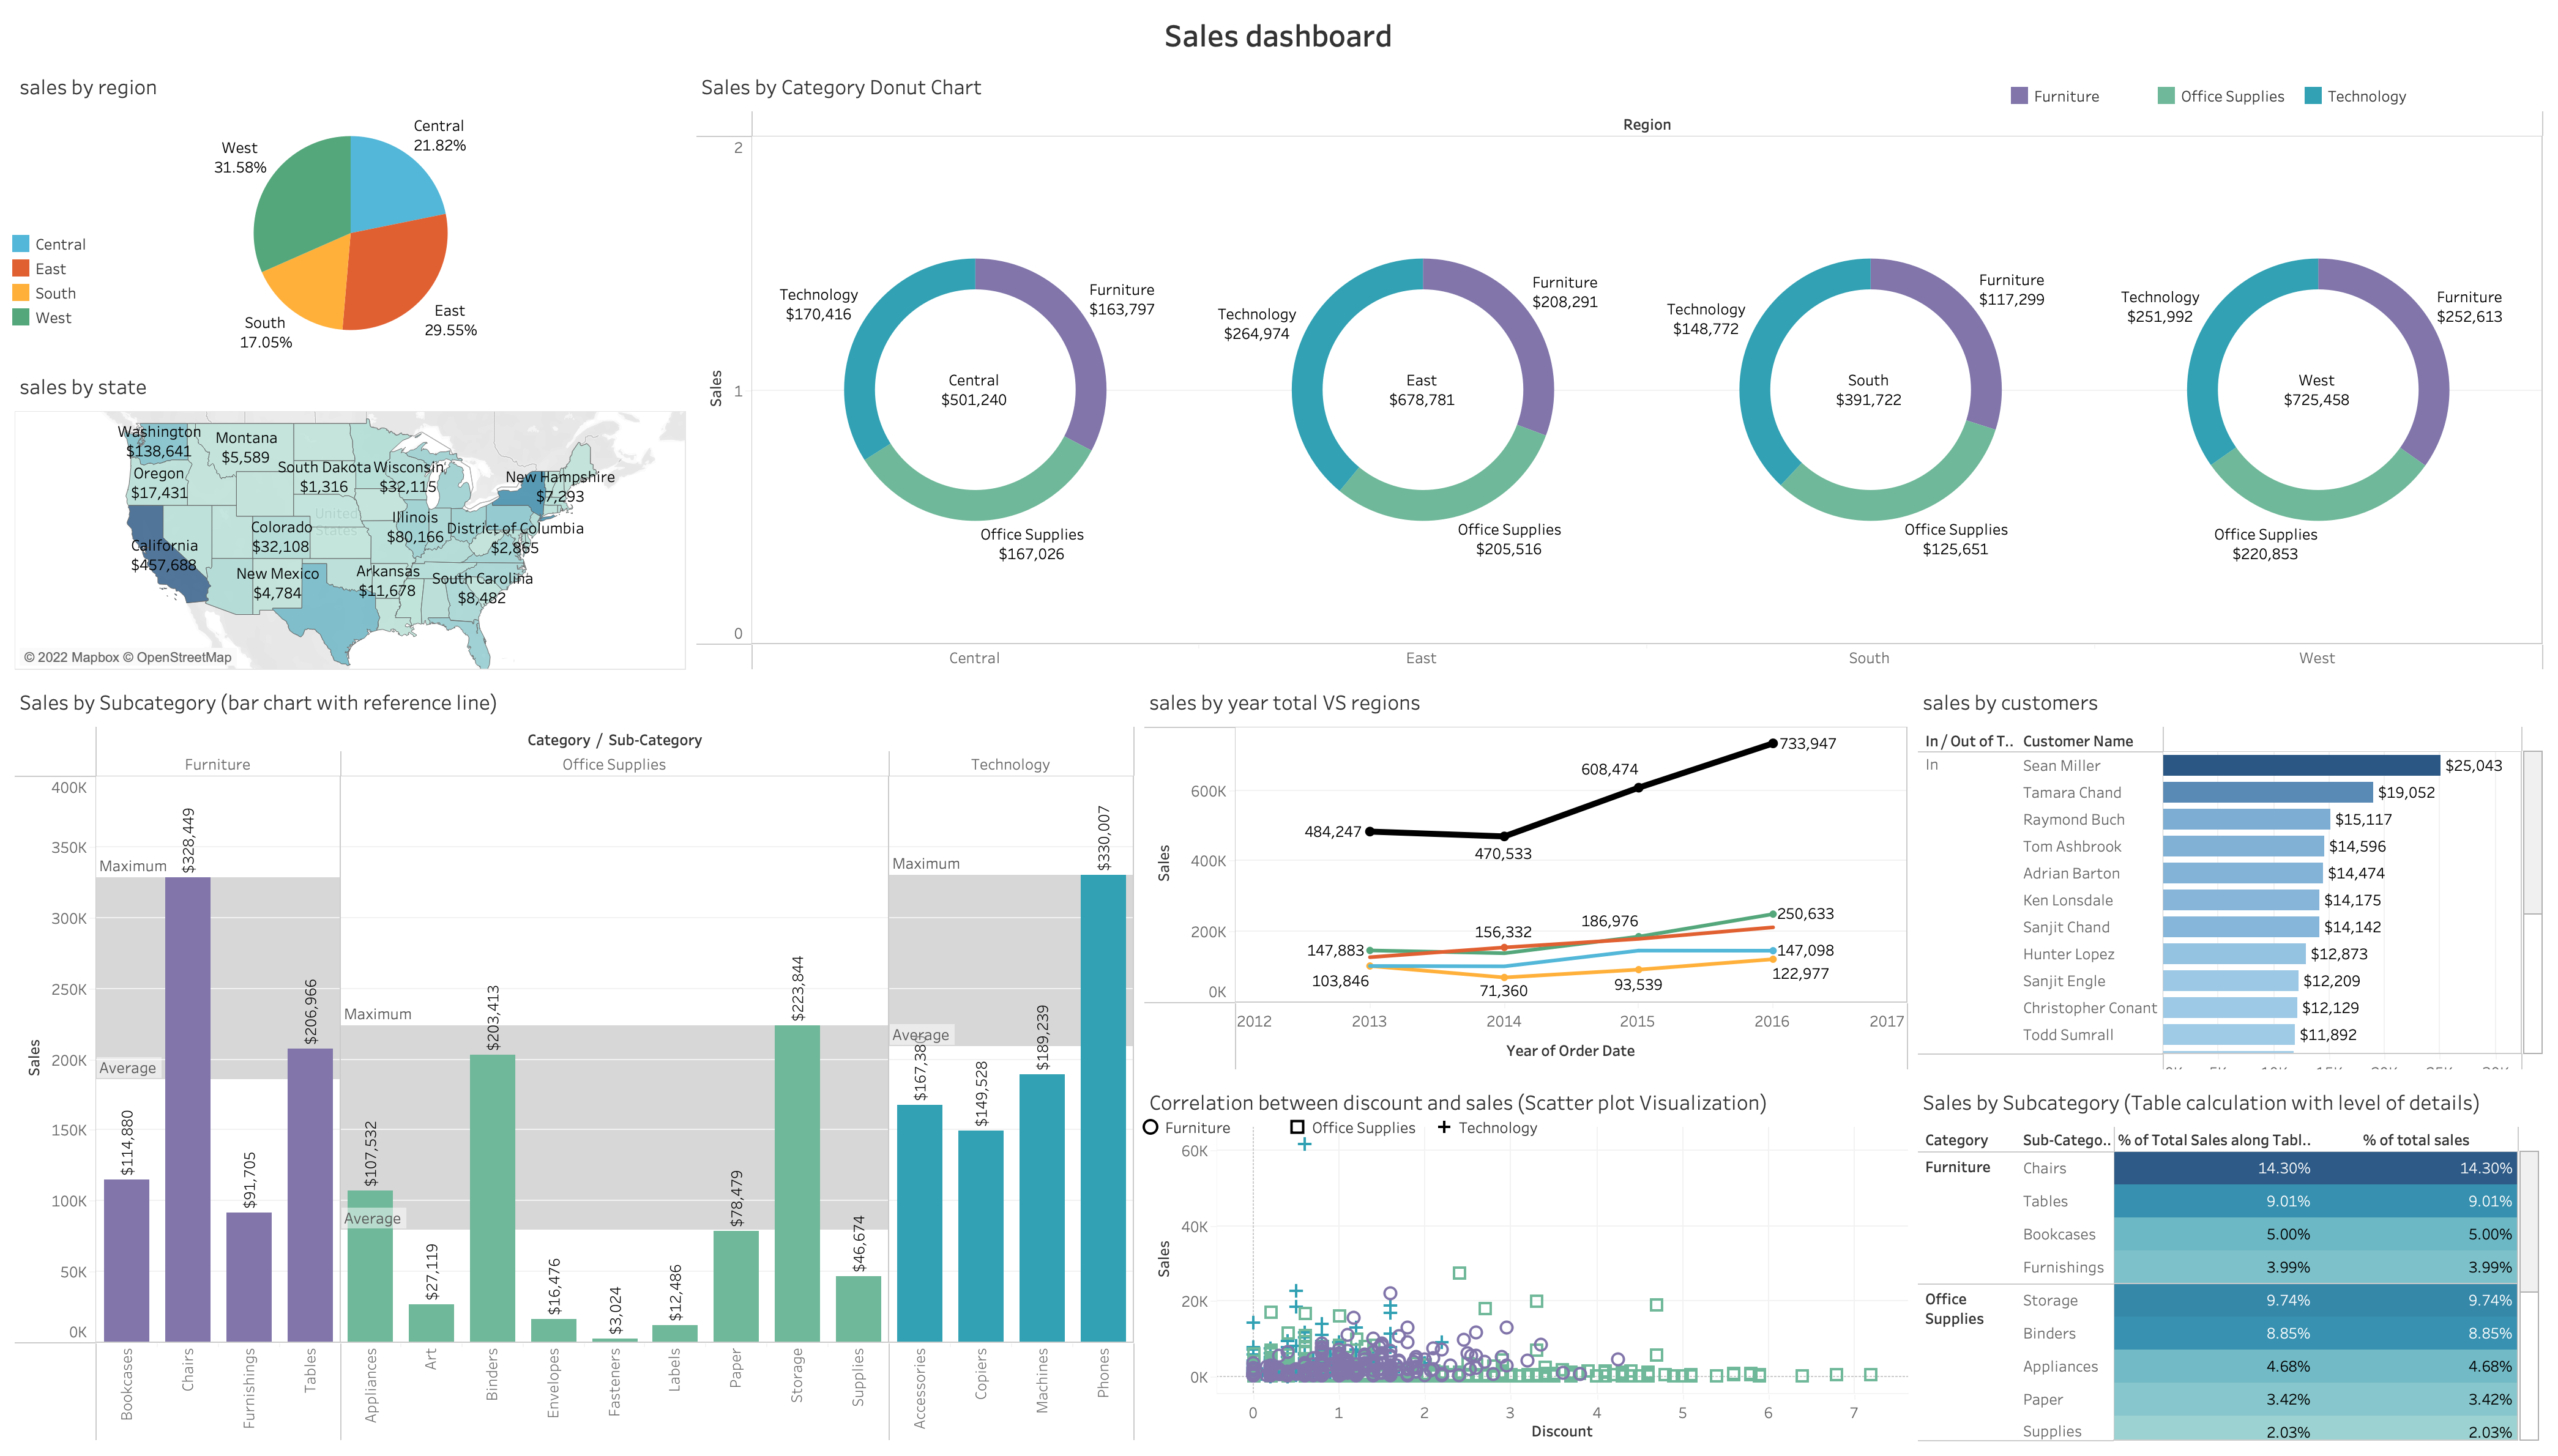 Sales dashboard
sales by region
Central
21.82%
West
31.58%
Central
East
South
West
South
17.05%
East
29.55%
sales by state
Washington
$138,641
Montana
$5,589
Oregon
$17,431
South Dakota
$1,316
Wisconsin
$32,115
New Hampshire
$7,293
United
States
Colorado
$32,108
Illinois
$80,166
District of Columbia
$2,865
California
$457,688
New Mexico
$4,784
Arkansas
$11,678
South Carolina
$8,482
© 2022 Mapbox © OpenStreetMap
Sales by Category Donut Chart
Furniture
Office Supplies
Technology
Region
2
1
0
Sales
Technology
$170,416
Furniture
$163,797
Central
$501,240
Office Supplies
$167,026
Technology
$264,974
Furniture
$208,291
East
$678,781
Office Supplies
$205,516
Technology
$148,772
Furniture
$117,299
South
$391,722
Office Supplies
$125,651
Technology
$251,992
Furniture
$252,613
West
$725,458
Office Supplies
$220,853
Central
East
South
West
Sales by Subcategory (bar chart with reference line)
Category / Sub-Category
Furniture
Office Supplies
Technology
400K
350K
300K
250K
200K
150K
100K
50K
0K
Sales
Maximum
Average
Maximum
Average
Maximum
Average
$114,880
$328,449
$91,705
$206,966
$107,532
$27,119
$203,413
$16,476
$3,024
$12,486
$78,479
$223,844
$46,674
$149,528
$189,239
$330,007
Bookcases
Chairs
Furnishings
Tables
Appliances
Art
Binders
Envelopes
Fasteners
Labels
Paper
Storage
Supplies
Accessories
Copiers
Machines
Phones
sales by year total VS regions
600K
400K
200K
0K
Sales
484,247
470,533
608,474
733,947
147,883
156,332
186,976
250,633
147,098
103,846
71,360
93,539
122,977
2012
2013
2014
2015
2016
2017
Year of Order Date
sales by customers
In / Out of T..
Customer Name
In
Sean Miller
$25,043
Tamara Chand
$19,052
Raymond Buch
$15,117
Tom Ashbrook
$14,596
Adrian Barton
$14,474
Ken Lonsdale
$14,175
Sanjit Chand
$14,142
Hunter Lopez
$12,873
Sanjit Engle
$12,209
Christopher Conant
$12,129
Todd Sumrall
$11,892
Correlation between discount and sales (Scatter plot Visualization)
Furniture
Office Supplies
Technology
60K
40K
20K
0K
Sales
0
1
2
3
4
5
6
7
Discount
Sales by Subcategory (Table calculation with level of details)
Category
Sub-Catego..
% of Total Sales along Tabl..
% of total sales
Furniture
Chairs
14.30%
14.30%
Tables
9.01%
9.01%
Bookcases
5.00%
5.00%
Furnishings
3.99%
3.99%
Office
Supplies
Storage
9.74%
9.74%
Binders
8.85%
8.85%
Appliances
4.68%
4.68%
Paper
3.42%
3.42%
Supplies
2.03%
2.03%